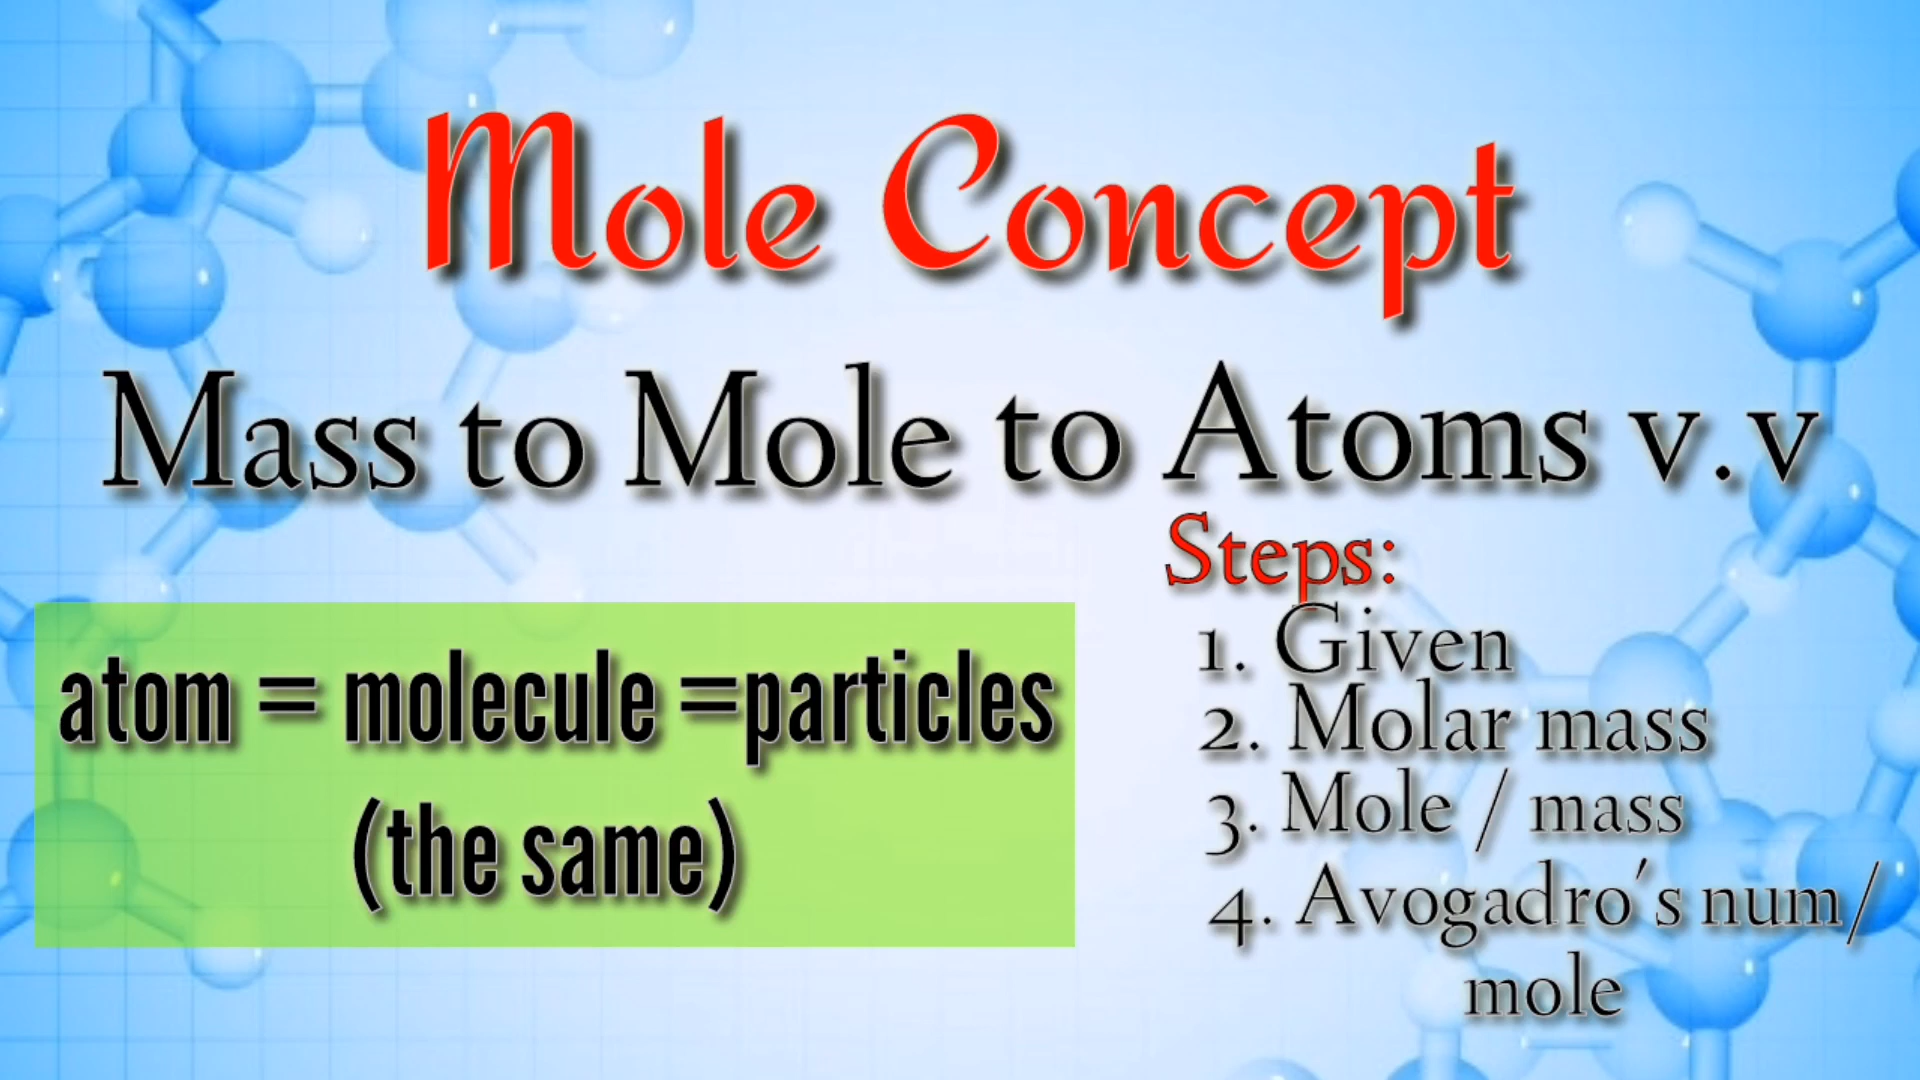 Mole Concept
Mass to Mole to Atoms v.v
atom = molecule =particles
(the same)
Steps:
1. Given
2. Molar mass
3. Mole / mass
4. Avogadro's num/
mole